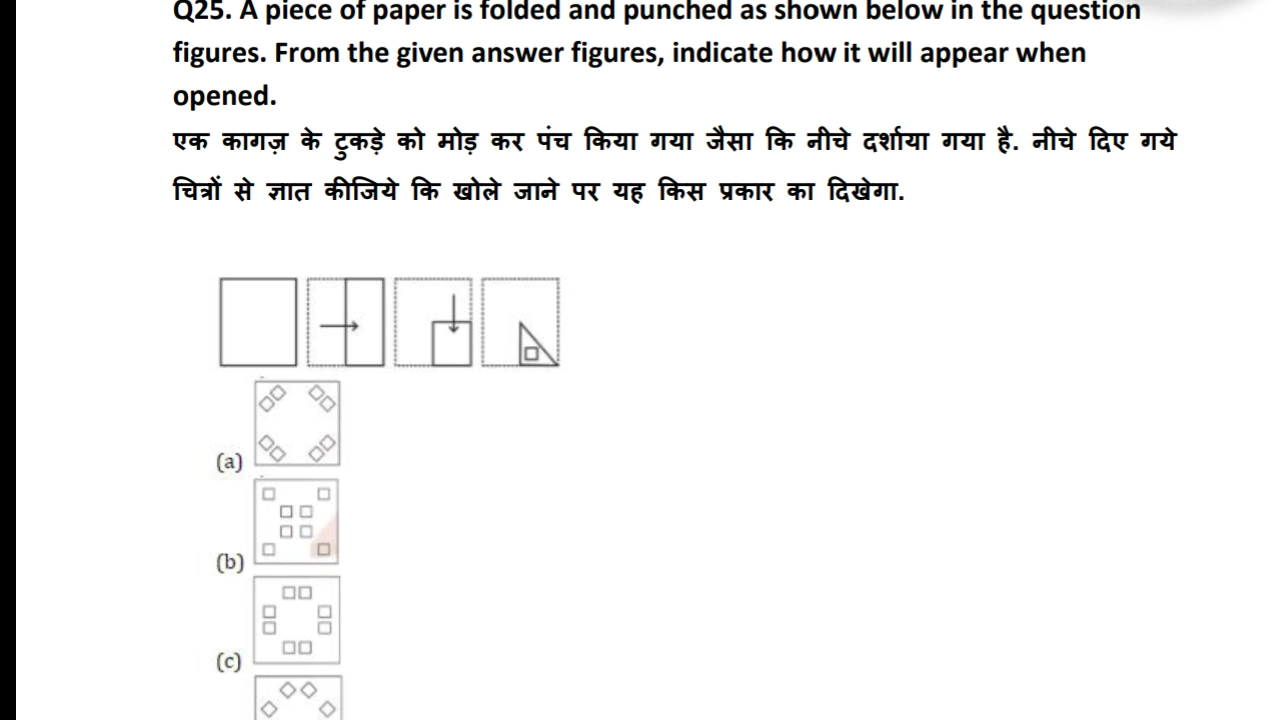 Q25. A piece of paper is folded and punched as shown below in the question
figures. From the given answer figures, indicate how it will appear when
opened.
एक कागज़ के टुकड़े को मोड़ कर पंच किया गया जैसा कि नीचे दर्शाया गया है. नीचे दिए गये
चित्रों से ज्ञात कीजिये कि खोले जाने पर यह किस प्रकार का दिखेगा.
(a)
(b)
(c)